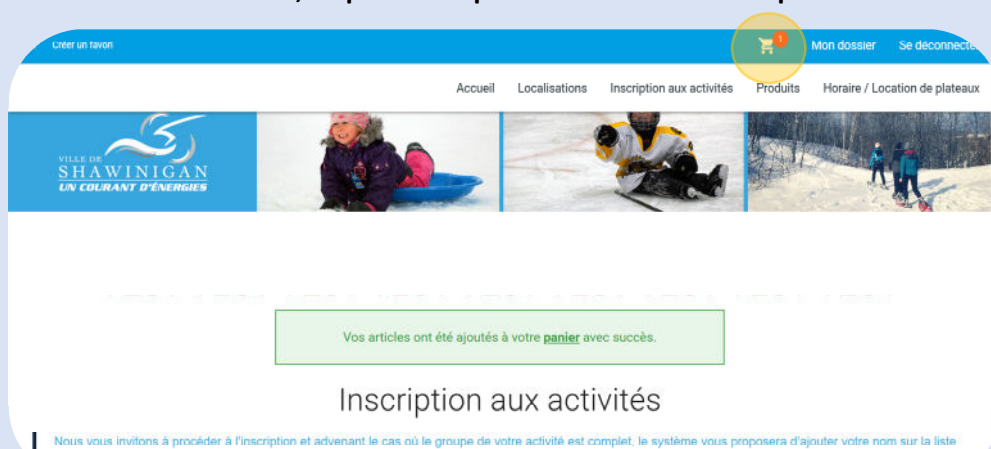 Créer un favori
1
Mon dossier
Se déconnecter
Accueil Localisations Inscription aux activités Produits Horaire / Location de plateaux
VILLE DE
SHAWINIGAN
UN COURANT D'ÉNERGIES
Vos articles ont été ajoutés à votre panier avec succès.
Inscription aux activités
Nous vous invitons à procéder à l'inscription et advenant le cas où le groupe de votre activité est complet, le système vous proposera d'ajouter votre nom sur la liste